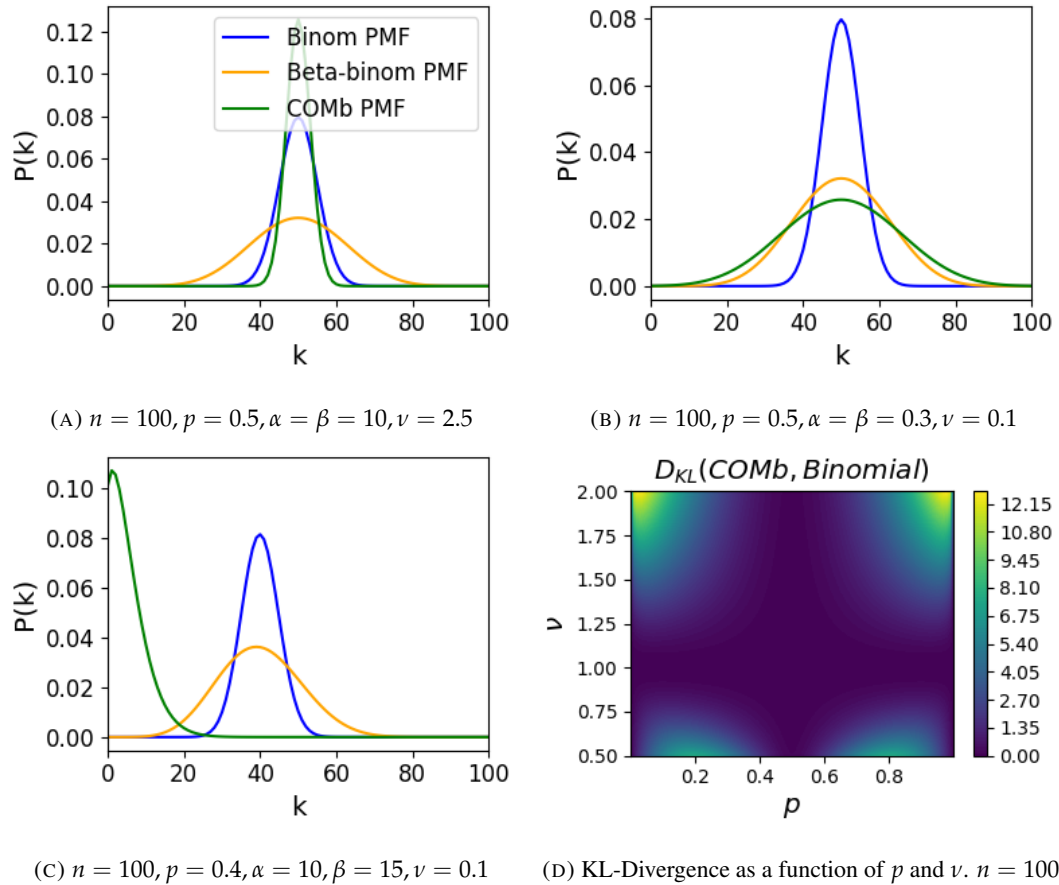 0.12
0.10
0.08
0.06
0.04
0.02
0.00
P(k)
0 20 40 60 80 100
k
Binom PMF
Beta-binom PMF
COMb PMF
0.08
0.06
0.04
0.02
0.00
P(k)
0 20 40 60 80 100
k
(A) n = 100, p = 0.5, α = β = 10, ν = 2.5
(B) n = 100, p = 0.5, α = β = 0.3, ν = 0.1
0.10
0.08
0.06
0.04
0.02
0.00
P(k)
0 20 40 60 80 100
k
D_{KL}(COMb, Binomial)
2.00
1.75
1.50
1.25
1.00
0.75
0.50
ν
0.2 0.4 0.6 0.8
p
12.15
10.80
9.45
8.10
6.75
5.40
4.05
2.70
1.35
0.00
(C) n = 100, p = 0.4, α = 10, β = 15, ν = 0.1
(D) KL-Divergence as a function of p and ν. n = 100